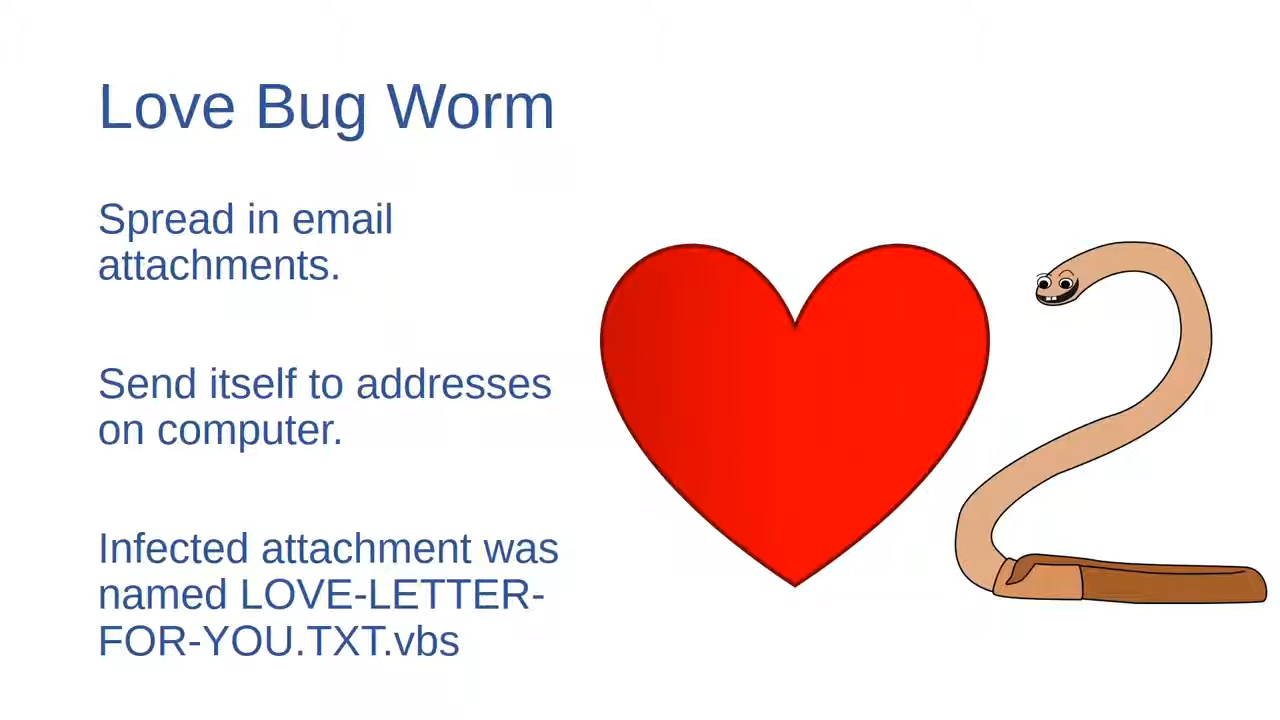 Love Bug Worm
Spread in email
attachments.
Send itself to addresses
on computer.
Infected attachment was
named LOVE-LETTER-
FOR-YOU.TXT.vbs